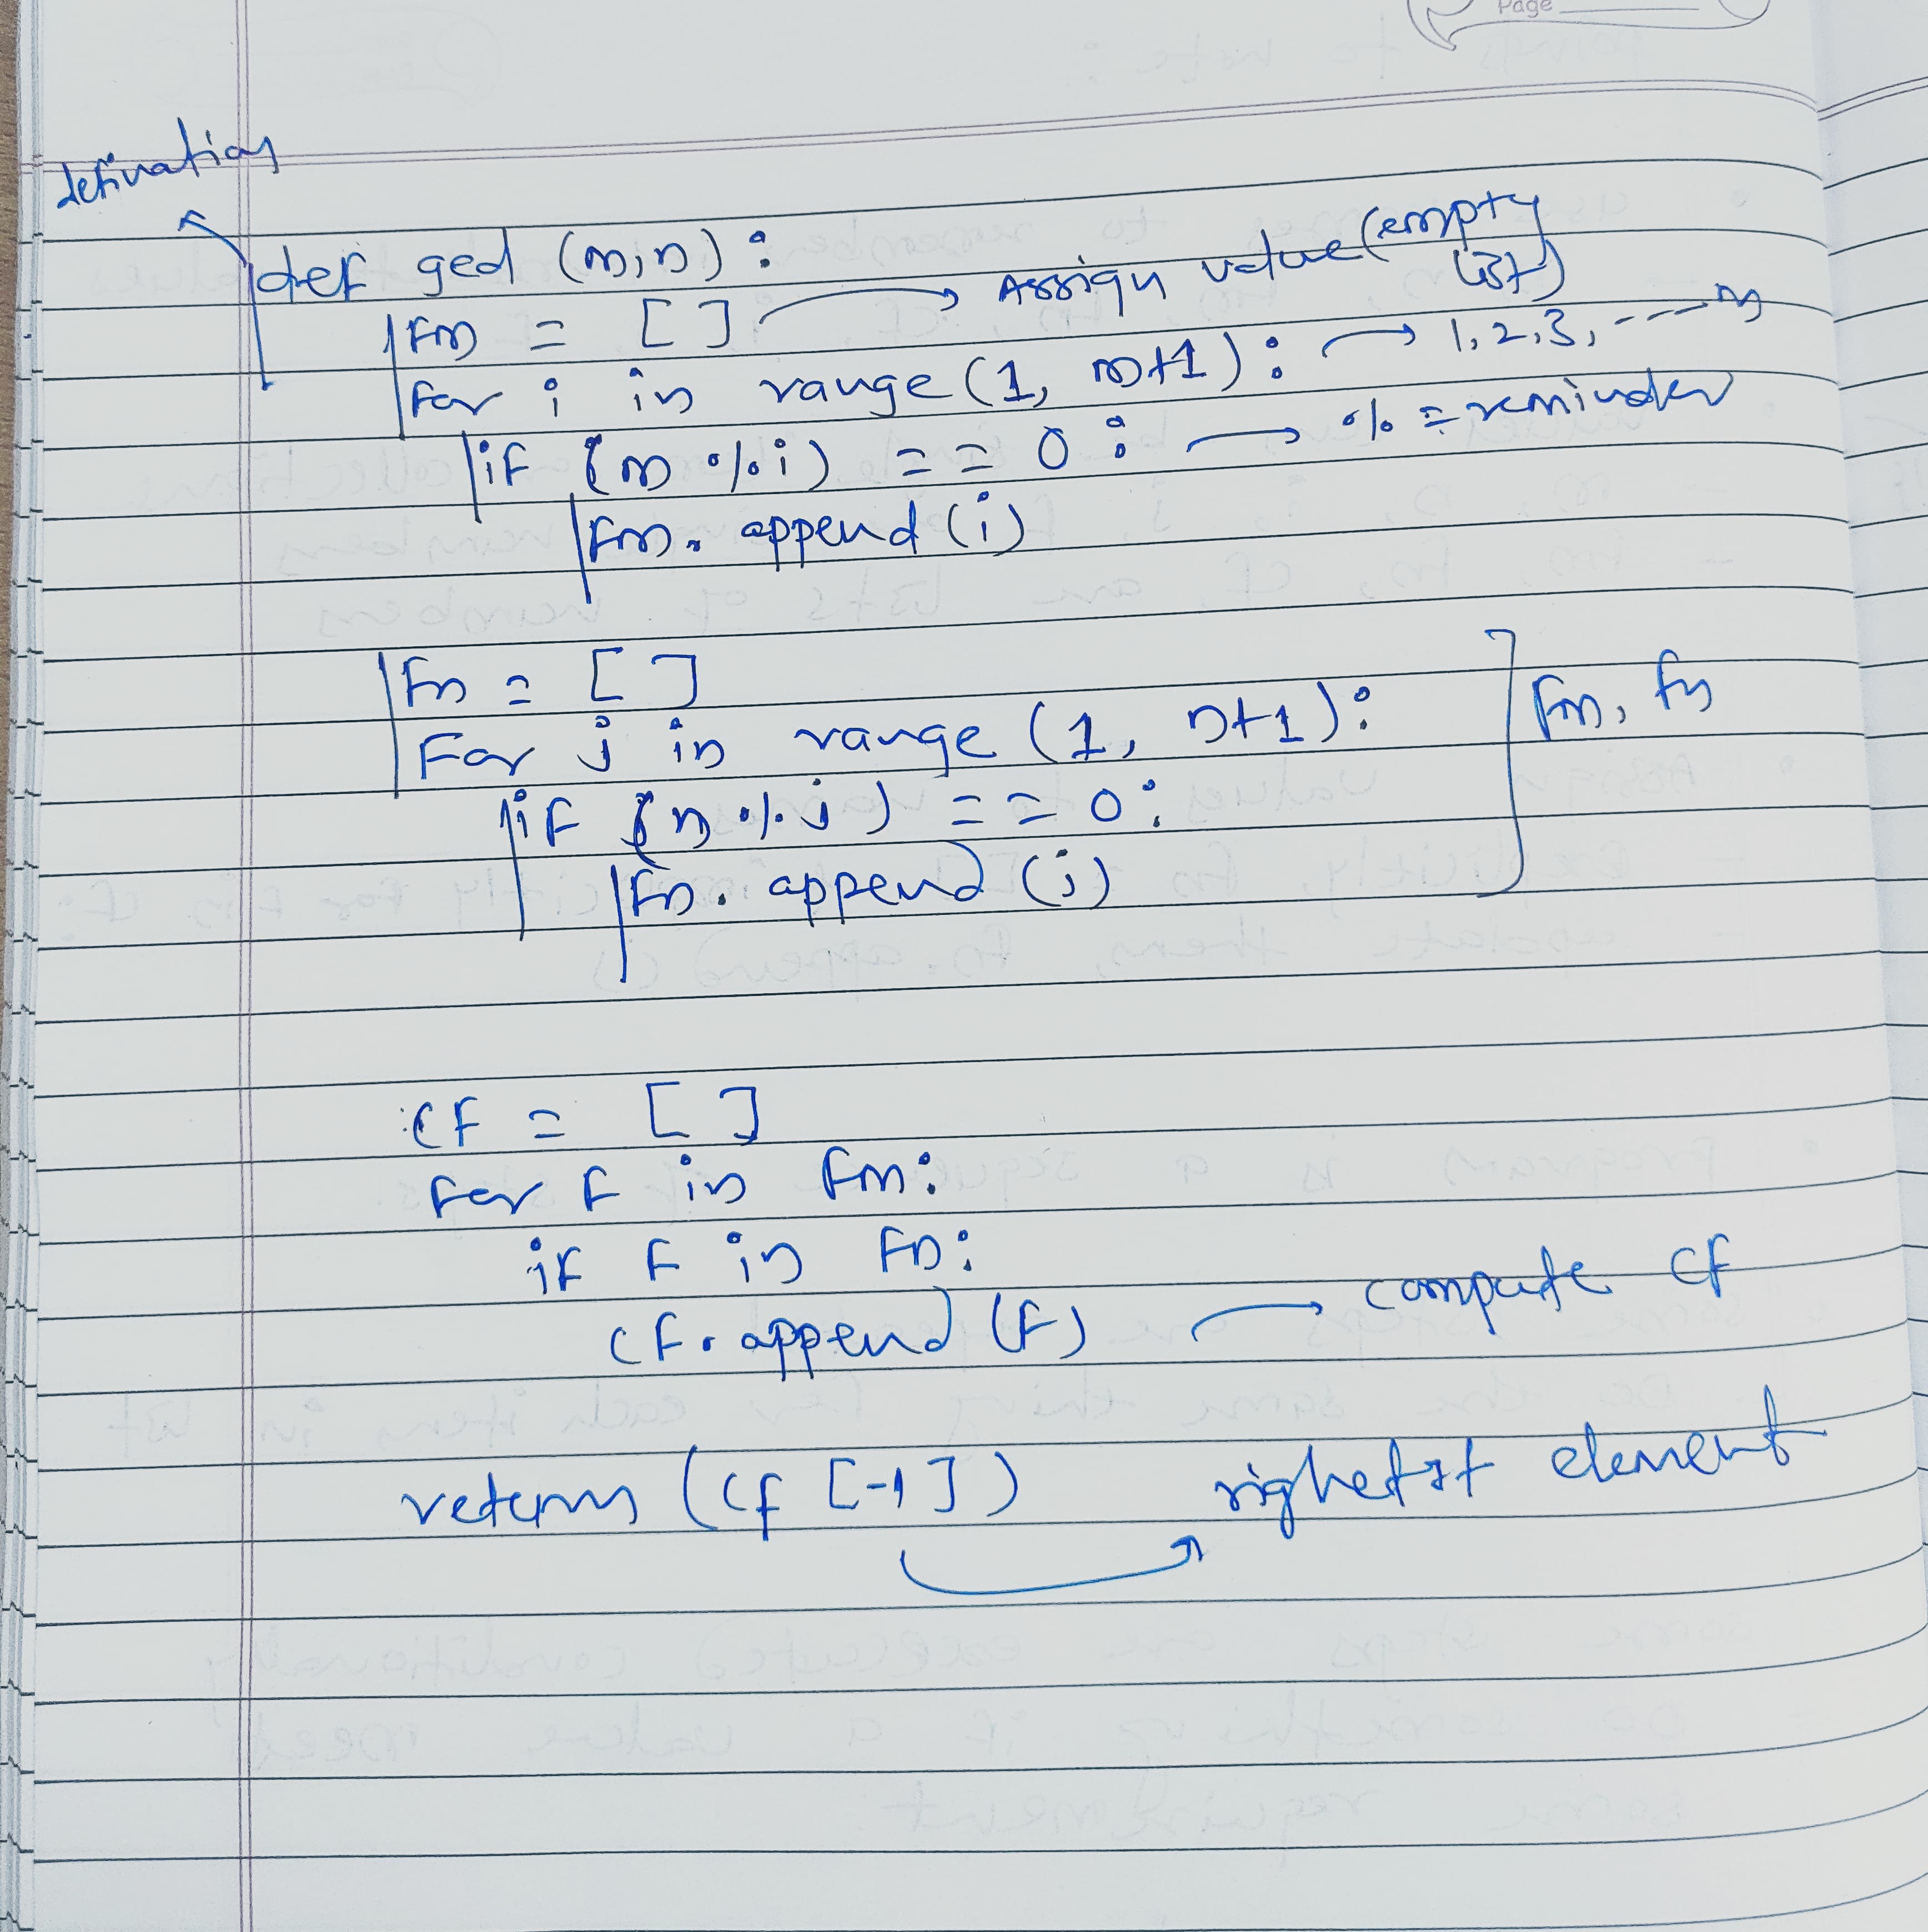 Page
defination
def gcd (m,n) :
fm = [ ] → Assign value (empty list)
for i in range (1, m+1) : → 1, 2, 3, ---- m
if (m % i) == 0 : → % = reminder
fm. append (i)
fn = [ ]
for j in range (1, n+1) :
if (n % j) == 0 :
fn. append (j)
fm, fn
cf = [ ]
for f in fm :
if f in fn :
cf. append (f) → compute cf
return (cf [-1]) → element